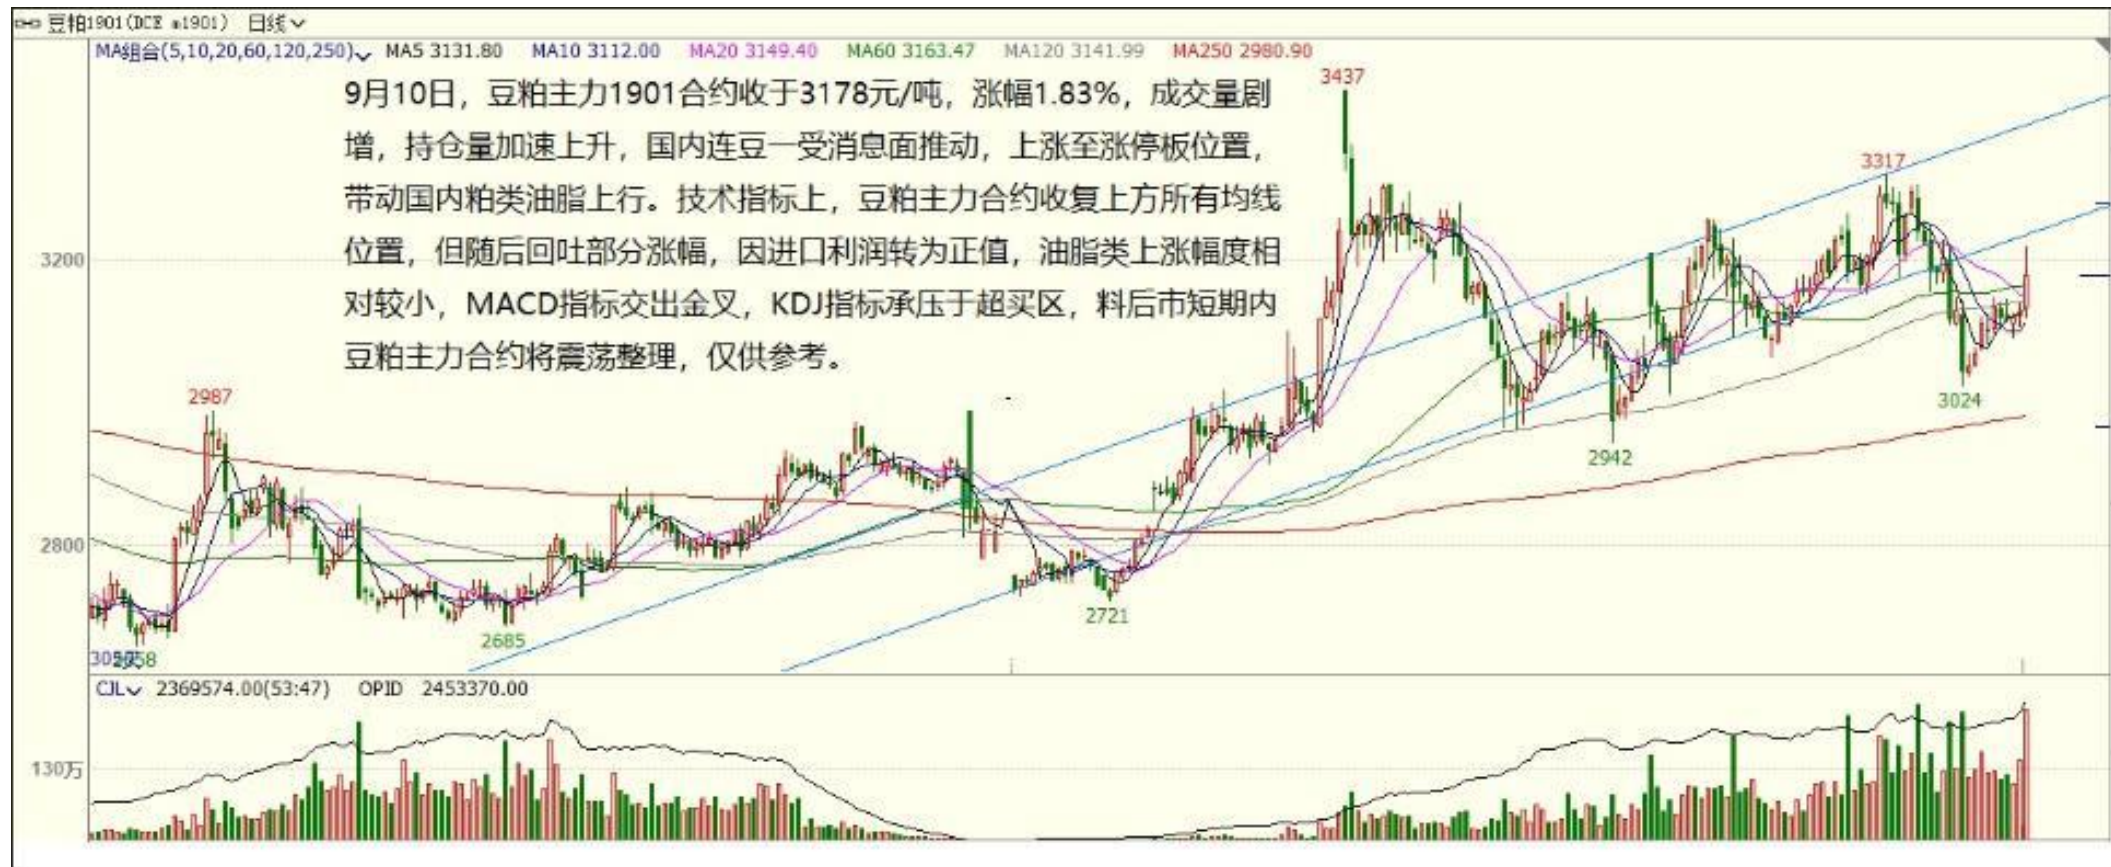 豆粕1901(DCE m1901) 日线
MA组合(5,10,20,60,120,250) MA5 3131.80 MA10 3112.00 MA20 3149.40 MA60 3163.47 MA120 3141.99 MA250 2980.90
9月10日，豆粕主力1901合约收于3178元/吨，涨幅1.83%，成交量剧
增，持仓量加速上升，国内连豆一受消息面推动，上涨至涨停板位置，
带动国内粕类油脂上行。技术指标上，豆粕主力合约收复上方所有均线
位置，但随后回吐部分涨幅，因进口利润转为正值，油脂类上涨幅度相
对较小，MACD指标交出金叉，KDJ指标承压于超买区，料后市短期内
豆粕主力合约将震荡整理，仅供参考。
3437
3317
3200
2987
3024
2942
2800
2721
2685
CJL 2369574.00(53:47) OPID 2453370.00
130万